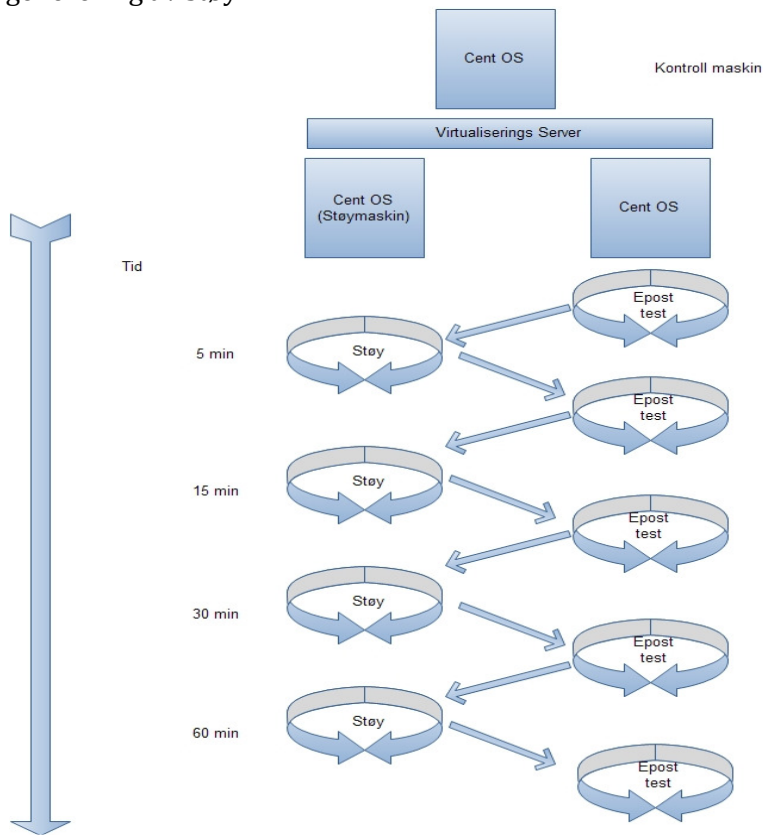 Cent OS
Kontroll maskin
Virtualiserings Server
Cent OS
(Støymaskin)
Cent OS
Tid
Epost
test
5 min
Støy
Epost
test
15 min
Støy
Epost
test
30 min
Støy
Epost
test
60 min
Støy
Epost
test